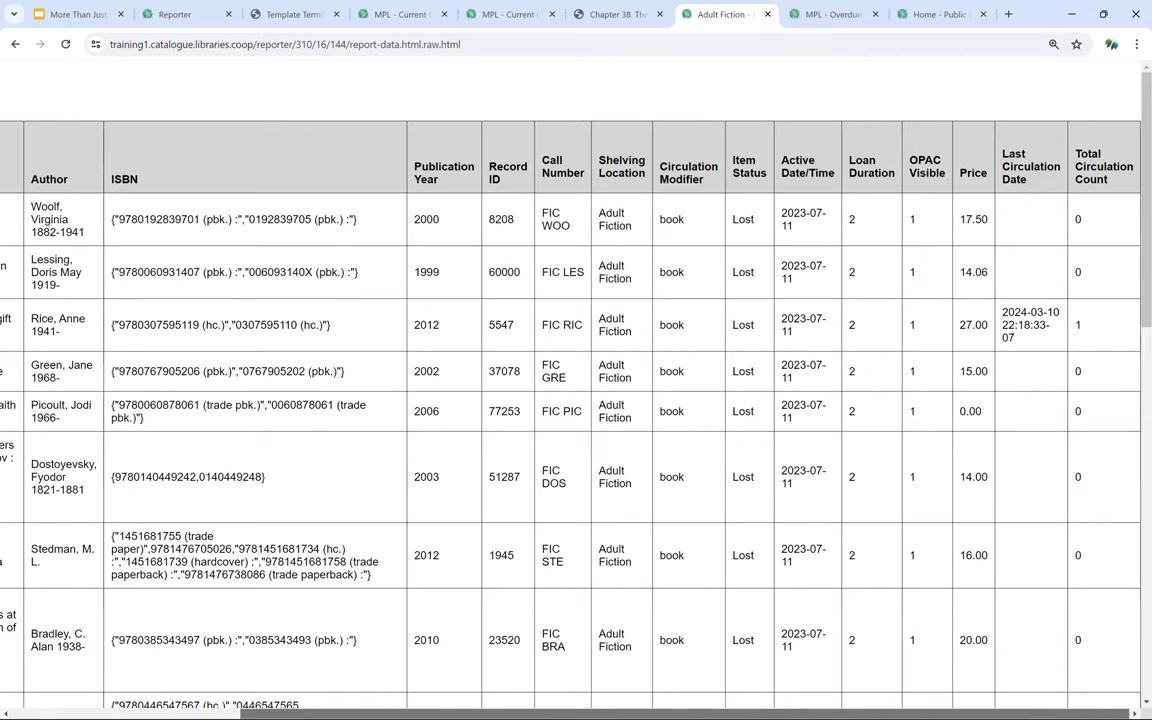 More Than Jus
Reporter
Template Termi
MPL - Current C
MPL - Current C
Chapter 38. The
Adult Fiction - L
MPL - Overdue
Home - Public L
training1.catalogue.libraries.coop/reporter/310/16/144/report-data.html.raw.html
Author
ISBN
Publication
Year
Record
ID
Call
Number
Shelving
Location
Circulation
Modifier
Item
Status
Active
Date/Time
Loan
Duration
OPAC
Visible
Price
Last
Circulation
Date
Total
Circulation
Count
Woolf,
Virginia
1882-1941
{"9780192839701 (pbk.) :","0192839705 (pbk.) :"}
2000
8208
FIC
WOO
Adult
Fiction
book
Lost
2023-07-
11
2
1
17.50
0
n
Lessing,
Doris May
1919-
{"9780060931407 (pbk.) :","006093140X (pbk.) :"}
1999
60000
FIC LES
Adult
Fiction
book
Lost
2023-07-
11
2
1
14.06
0
gift
Rice, Anne
1941-
{"9780307595119 (hc.)","0307595110 (hc.)"}
2012
5547
FIC RIC
Adult
Fiction
book
Lost
2023-07-
11
2
1
27.00
2024-03-10
22:18:33-
07
1
e
Green, Jane
1968-
{"9780767905206 (pbk.)","0767905202 (pbk.)"}
2002
37078
FIC
GRE
Adult
Fiction
book
Lost
2023-07-
11
2
1
15.00
0
aith
Picoult, Jodi
1966-
{"9780060878061 (trade pbk.)","0060878061 (trade
pbk.)"}
2006
77253
FIC PIC
Adult
Fiction
book
Lost
2023-07-
11
2
1
0.00
0
ers
ov :
Dostoyevsky,
Fyodor
1821-1881
{9780140449242,0140449248}
2003
51287
FIC
DOS
Adult
Fiction
book
Lost
2023-07-
11
2
1
14.00
0
a
Stedman, M.
L.
{"1451681755 (trade
paper)",9781476705026,"9781451681734 (hc.)
:","1451681739 (hardcover) :","9781451681758 (trade
paperback) :","9781476738086 (trade paperback) :"}
2012
1945
FIC
STE
Adult
Fiction
book
Lost
2023-07-
11
2
1
16.00
0
s at
n of
Bradley, C.
Alan 1938-
{"9780385343497 (pbk.) :","0385343493 (pbk.) :"}
2010
23520
FIC
BRA
Adult
Fiction
book
Lost
2023-07-
11
2
1
20.00
0
{"9780446547567 (hc.)","0446547565